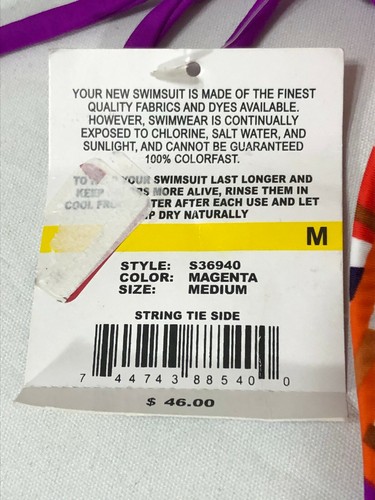 YOUR NEW SWIMSUIT IS MADE OF THE FINEST
QUALITY FABRICS AND DYES AVAILABLE.
HOWEVER, SWIMWEAR IS CONTINUALLY
EXPOSED TO CHLORINE, SALT WATER, AND
SUNLIGHT, AND CANNOT BE GUARANTEED
100% COLORFAST.
TO YOUR SWIMSUIT LAST LONGER AND
KEEP MORE ALIVE, RINSE THEM IN
COOL AFTER EACH USE AND LET
DRY NATURALLY
M
STYLE: S36940
COLOR: MAGENTA
SIZE: MEDIUM
STRING TIE SIDE
7 44743 88540 0
$ 46.00